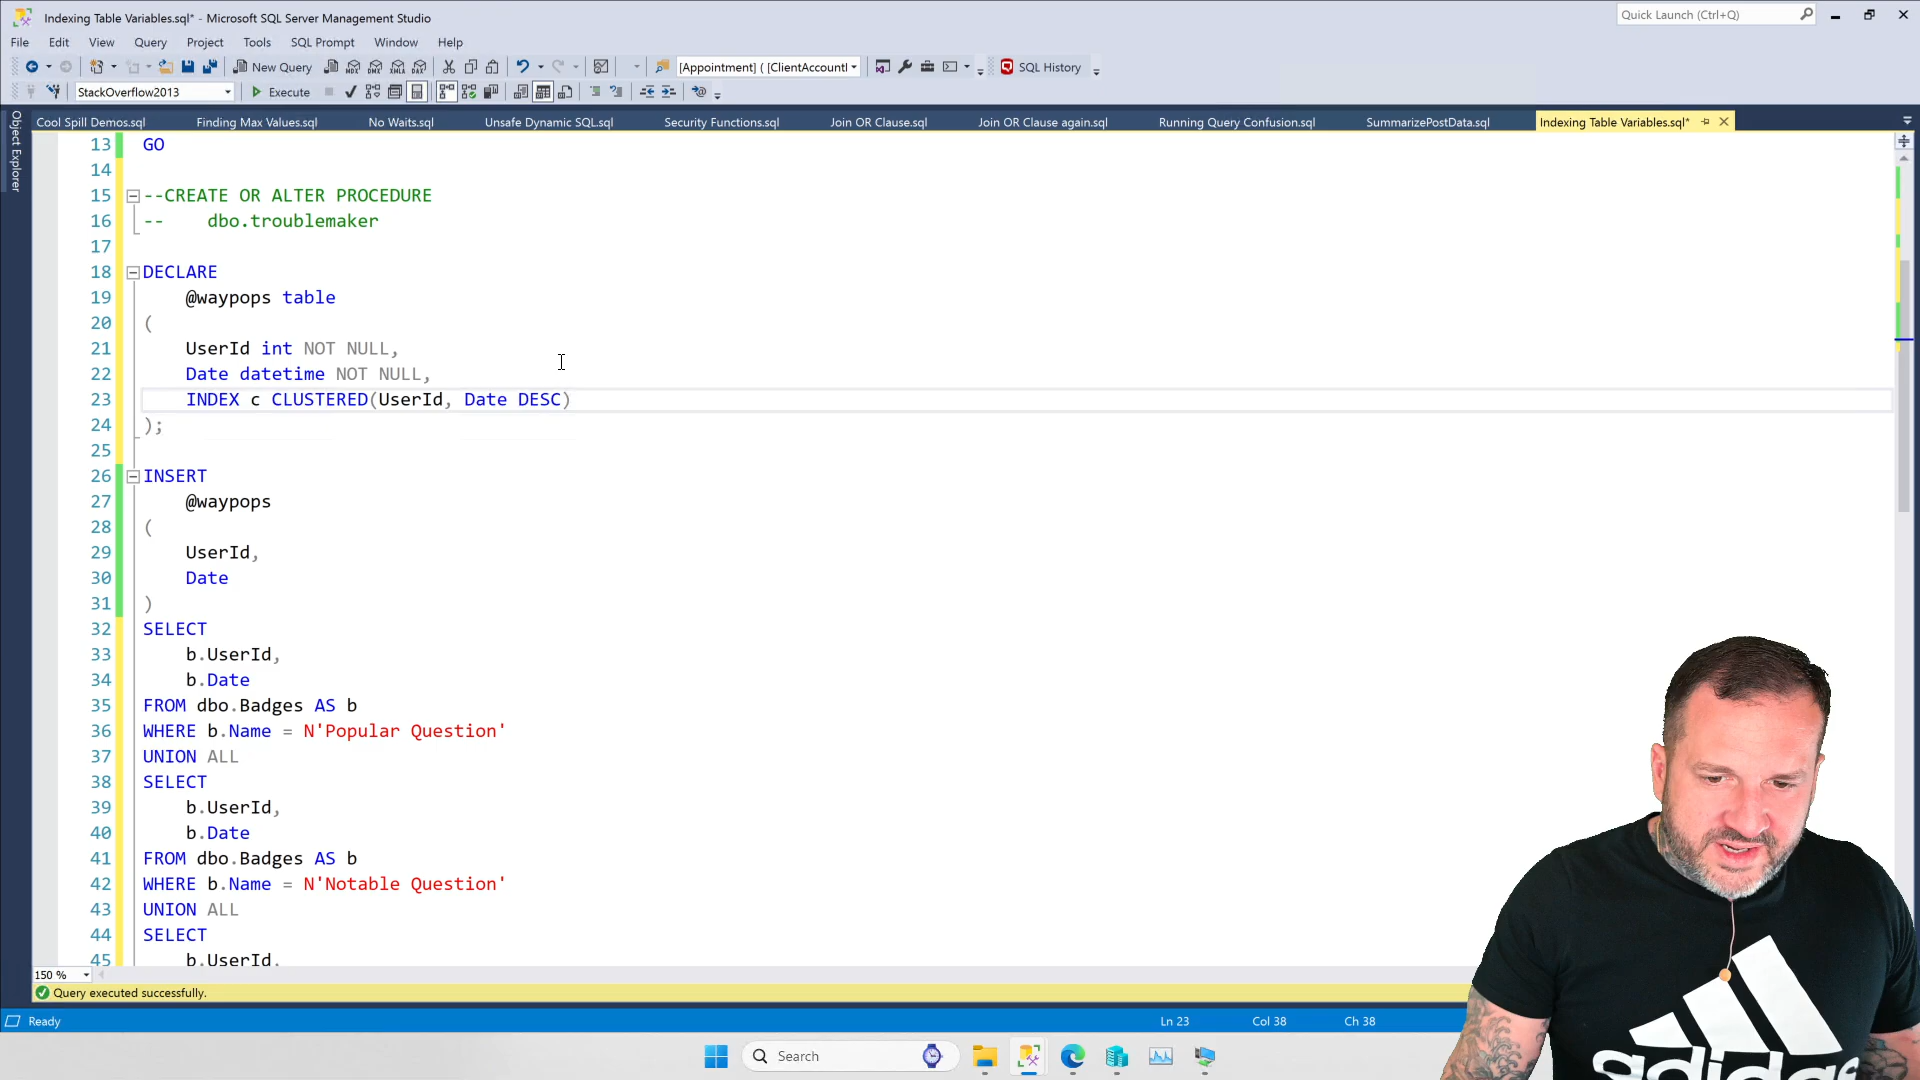 Indexing Table Variables.sql* - Microsoft SQL Server Management Studio
Quick Launch (Ctrl+Q)
File Edit View Query Project Tools SQL Prompt Window Help
New Query
MDX DMX XMLA DAX
[Appointment] ( [ClientAccountI
SQL History
StackOverflow2013
Execute
Cool Spill Demos.sql Finding Max Values.sql No Waits.sql Unsafe Dynamic SQL.sql Security Functions.sql Join OR Clause.sql Join OR Clause again.sql Running Query Confusion.sql SummarizePostData.sql Indexing Table Variables.sql*
Object Explorer
13 GO
14
15 --CREATE OR ALTER PROCEDURE
16 --    dbo.troublemaker
17
18 DECLARE
19     @waypops table
20 (
21     UserId int NOT NULL,
22     Date datetime NOT NULL,
23     INDEX c CLUSTERED(UserId, Date DESC)
24 );
25
26 INSERT
27     @waypops
28 (
29     UserId,
30     Date
31 )
32 SELECT
33     b.UserId,
34     b.Date
35 FROM dbo.Badges AS b
36 WHERE b.Name = N'Popular Question'
37 UNION ALL
38 SELECT
39     b.UserId,
40     b.Date
41 FROM dbo.Badges AS b
42 WHERE b.Name = N'Notable Question'
43 UNION ALL
44 SELECT
45     b.UserId,
150 %
Query executed successfully.
Ready
Ln 23 Col 38 Ch 38
Search
adidas